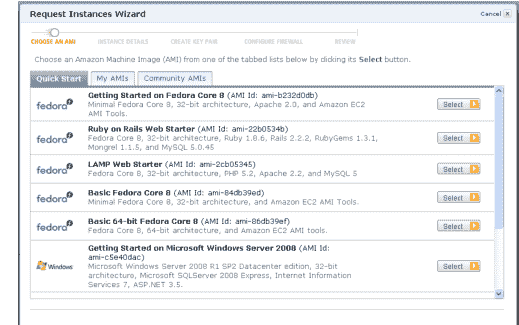 Request Instances Wizard
Cancel X
CHOOSE AN AMI INSTANCE DETAILS CREATE KEY PAIR CONFIGURE FIREWALL REVIEW
Choose an Amazon Machine Image (AMI) from one of the tabbed lists below by clicking its Select button.
Quick Start My AMIs Community AMIs
fedora
Getting Started on Fedora Core 8 (AMI Id: ami-b232d0db)
Minimal Fedora Core 8, 32-bit architecture, Apache 2.0, and Amazon EC2
AMI Tools.
Select
fedora
Ruby on Rails Web Starter (AMI Id: ami-22b0534b)
Fedora Core 8, 32-bit architecture, Ruby 1.8.6, Rails 2.2.2, RubyGems 1.3.1,
Mongrel 1.1.5, and MySQL 5.0.45
Select
fedora
LAMP Web Starter (AMI Id: ami-2cb05345)
Fedora Core 8, 32-bit architecture, PHP 5.2, Apache 2.2, and MySQL 5
Select
fedora
Basic Fedora Core 8 (AMI Id: ami-84db39ed)
Minimal Fedora Core 8, 32-bit architecture, and Amazon EC2 AMI Tools.
Select
fedora
Basic 64-bit Fedora Core 8 (AMI Id: ami-86db39ef)
Fedora Core 8, 64-bit architecture, and Amazon EC2 AMI tools.
Select
Windows
Getting Started on Microsoft Windows Server 2008 (AMI Id:
ami-c5e40dac)
Microsoft Windows Server 2008 R1 SP2 Datacenter edition, 32-bit
architecture, Microsoft SQLServer 2008 Express, Internet Information
Services 7, ASP.NET 3.5.
Select